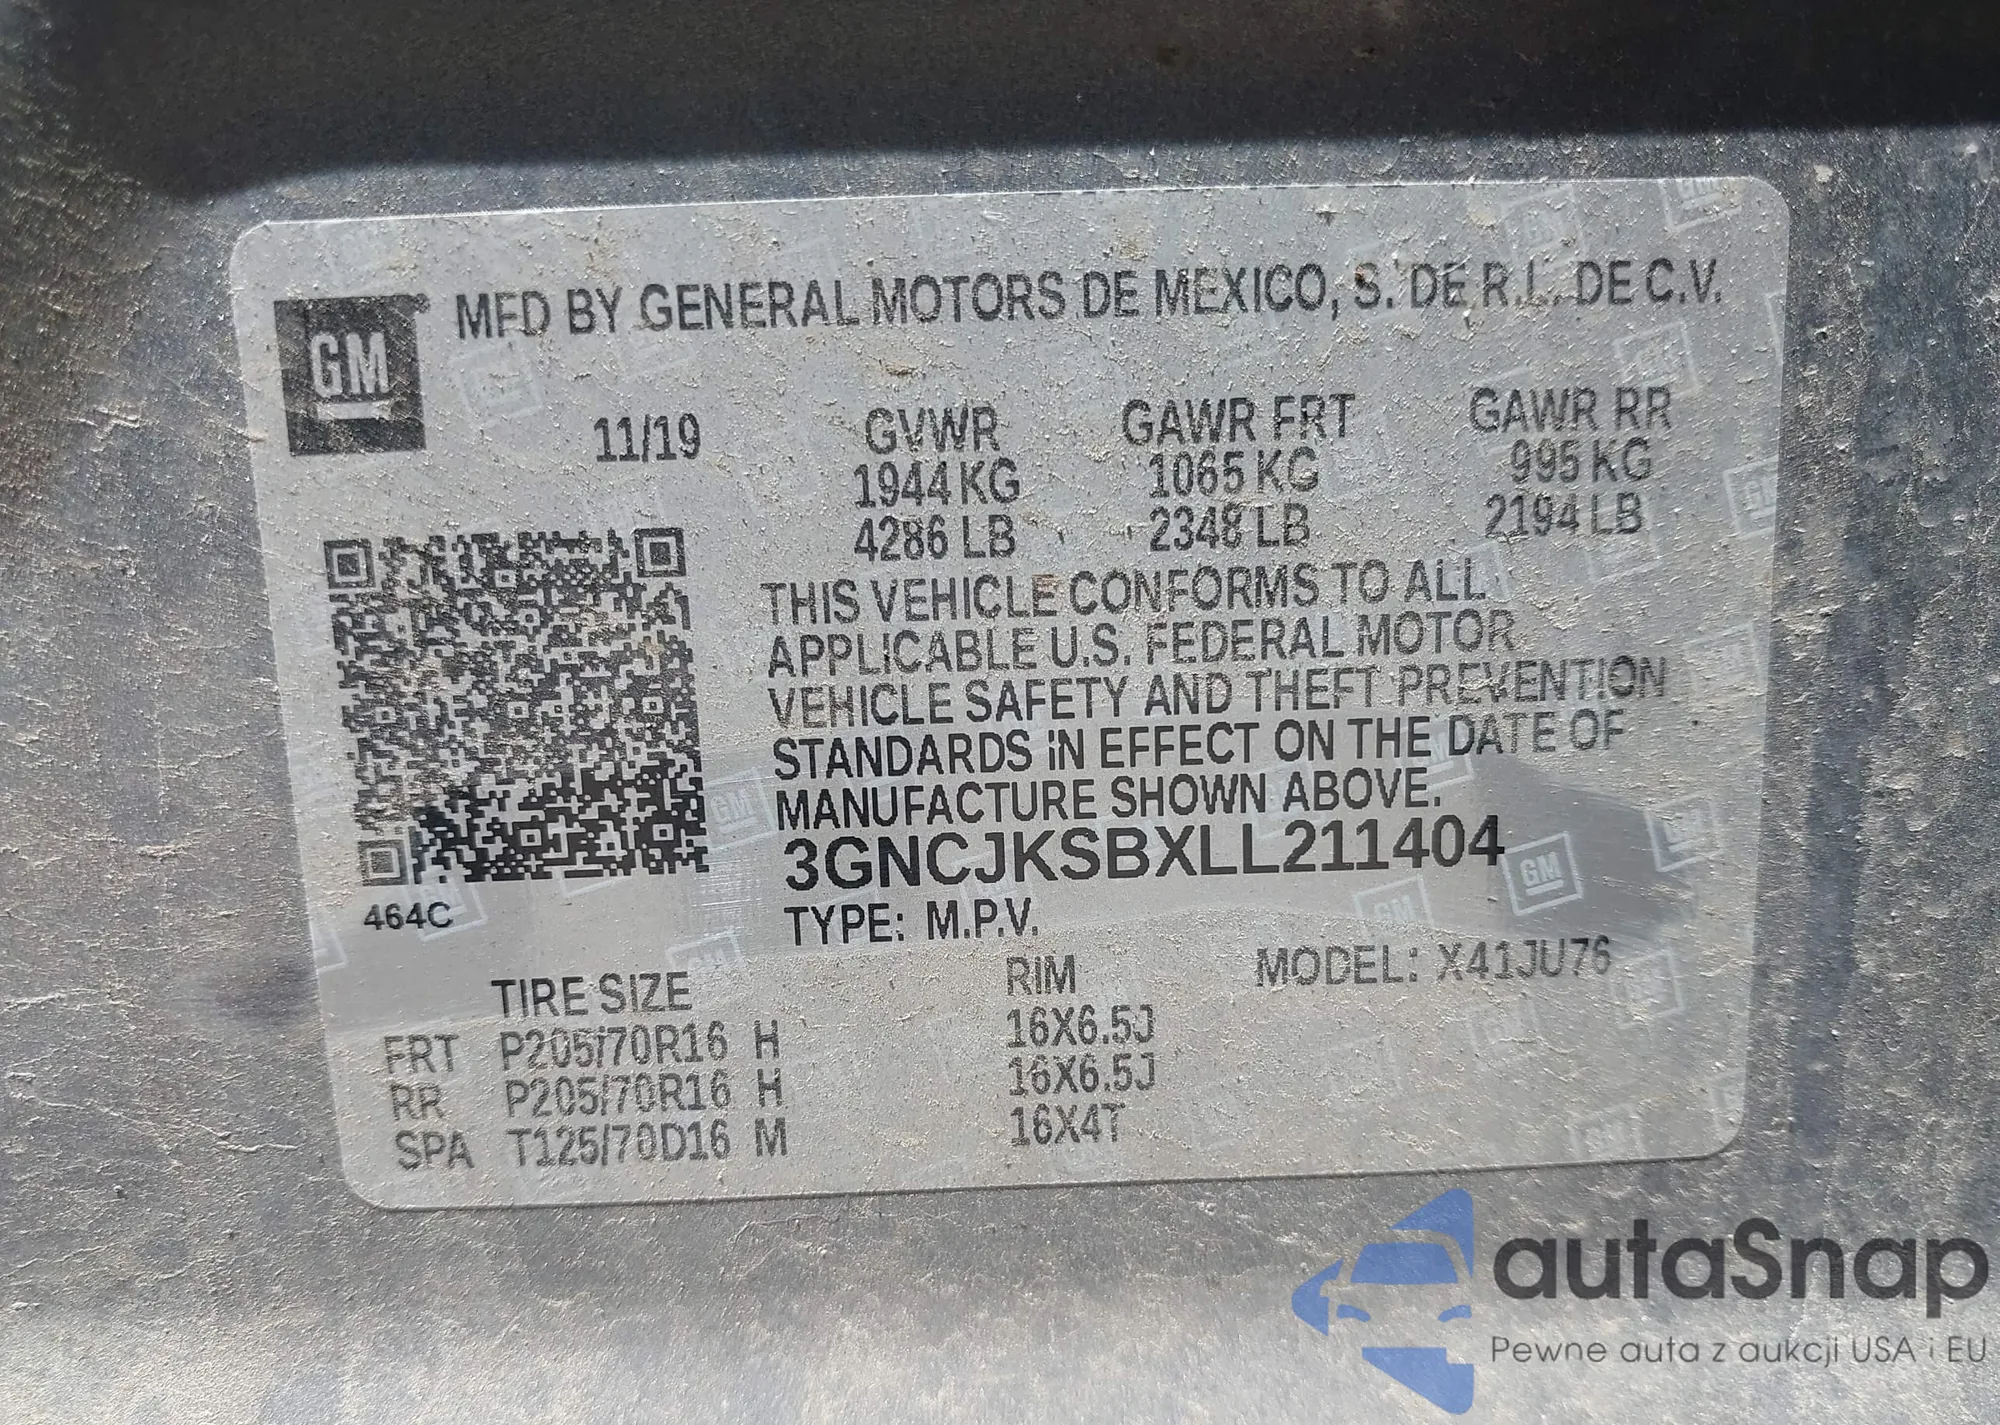 GM®
MFD BY GENERAL MOTORS DE MEXICO, S. DE R.L. DE C.V.
11/19
GVWR GAWR FRT GAWR RR
1944 KG 1065 KG 995 KG
4286 LB 2348 LB 2194 LB
THIS VEHICLE CONFORMS TO ALL
APPLICABLE U.S. FEDERAL MOTOR
VEHICLE SAFETY AND THEFT PREVENTION
STANDARDS IN EFFECT ON THE DATE OF
MANUFACTURE SHOWN ABOVE.
3GNCJKSBXLL211404
464C
TYPE: M.P.V.
TIRE SIZE RIM MODEL: X41JU76
FRT P205/70R16 H 16X6.5J
RR P205/70R16 H 16X6.5J
SPA T125/70D16 M 16X4T
autaSnap
Pewne auta z aukcji USA i EU